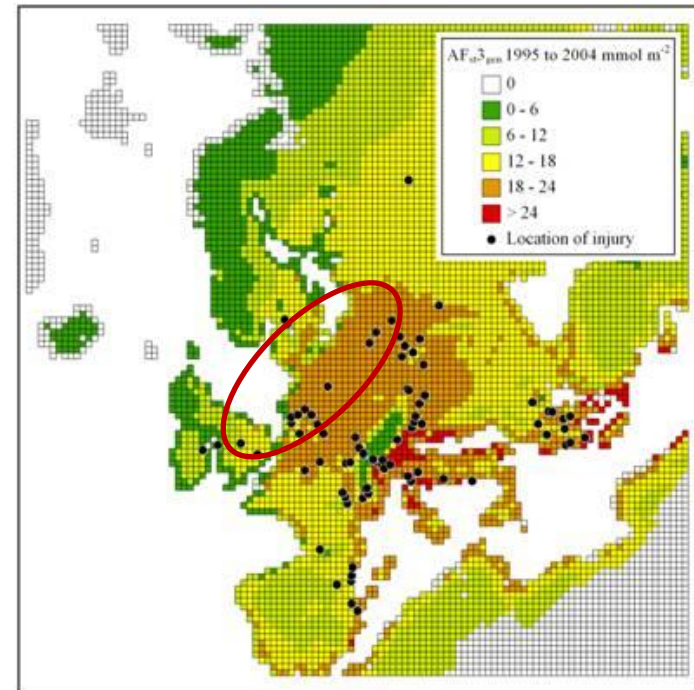 AFst3gen 1995 to 2004 mmol m⁻²
0
0 - 6
6 - 12
12 - 18
18 - 24
> 24
Location of injury